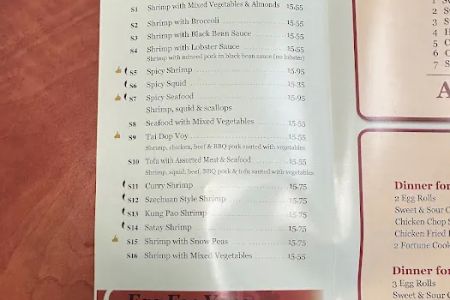 S1 Shrimp with Mixed Vegetables & Almonds 15.55
S2 Shrimp with Broccoli 15.55
S3 Shrimp with Black Bean Sauce 15.55
S4 Shrimp with Lobster Sauce 15.55
Shrimp with minced pork in black bean sauce (no lobster)
S5 Spicy Shrimp 15.95
S6 Spicy Squid 15.35
S7 Spicy Seafood 15.75
Shrimp, squid & scallops
S8 Seafood with Mixed Vegetables 15.55
S9 Tai Dop Voy 15.55
Shrimp, chicken, beef & BBQ pork sauted with vegetables
S10 Tofu with Assorted Meat & Seafood 15.55
Shrimp, squid, beef, BBQ pork & tofu sauted with vegetables
S11 Curry Shrimp 15.75
S12 Szechuan Style Shrimp 15.75
S13 Kung Pao Shrimp 15.75
S14 Satay Shrimp 15.75
S15 Shrimp with Snow Peas 15.75
S16 Shrimp with Mixed Vegetables 15.55
4
5
6
7
A
Dinner for
2 Egg Rolls
Sweet & Sour
Chicken Chop
Chicken Fried
2 Fortune
Dinner for
3 Egg Rolls
Sweet & Sour